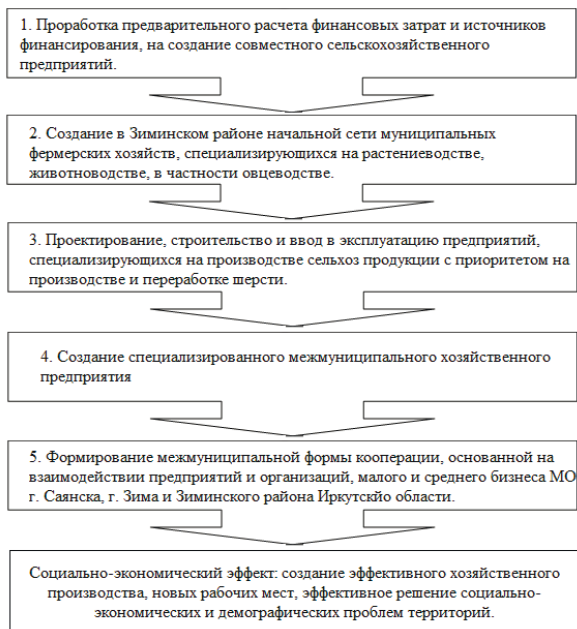 1. Проработка предварительного расчета финансовых затрат и источников
финансирования, на создание совместного сельскохозяйственного
предприятий.
2. Создание в Зиминском районе начальной сети муниципальных
фермерских хозяйств, специализирующихся на растениеводстве,
животноводстве, в частности овцеводстве.
3. Проектирование, строительство и ввод в эксплуатацию предприятий,
специализирующихся на производстве сельхоз продукции с приоритетом на
производстве и переработке шерсти.
4. Создание специализированного межмуниципального хозяйственного
предприятия
5. Формирование межмуниципальной формы кооперации, основанной на
взаимодействии предприятий и организаций, малого и среднего бизнеса МО
г. Саянска, г. Зима и Зиминского района Иркутскйо области.
Социально-экономический эффект: создание эффективного хозяйственного
производства, новых рабочих мест, эффективное решение социально-
экономических и демографических проблем территорий.